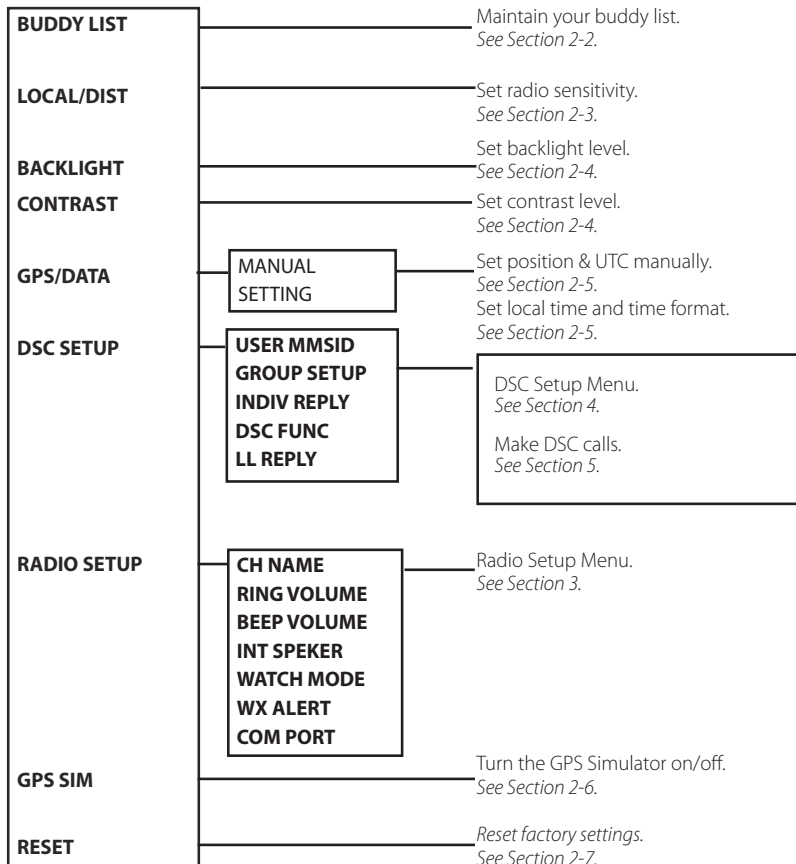 BUDDY LIST
Maintain your buddy list.
See Section 2-2.
LOCAL/DIST
Set radio sensitivity.
See Section 2-3.
BACKLIGHT
Set backlight level.
See Section 2-4.
CONTRAST
Set contrast level.
See Section 2-4.
GPS/DATA
MANUAL
SETTING
Set position & UTC manually.
See Section 2-5.
Set local time and time format.
See Section 2-5.
DSC SETUP
USER MMSID
GROUP SETUP
INDIV REPLY
DSC FUNC
LL REPLY
DSC Setup Menu.
See Section 4.
Make DSC calls.
See Section 5.
RADIO SETUP
CH NAME
RING VOLUME
BEEP VOLUME
INT SPEKER
WATCH MODE
WX ALERT
COM PORT
Radio Setup Menu.
See Section 3.
GPS SIM
Turn the GPS Simulator on/off.
See Section 2-6.
RESET
Reset factory settings.
See Section 2-7.